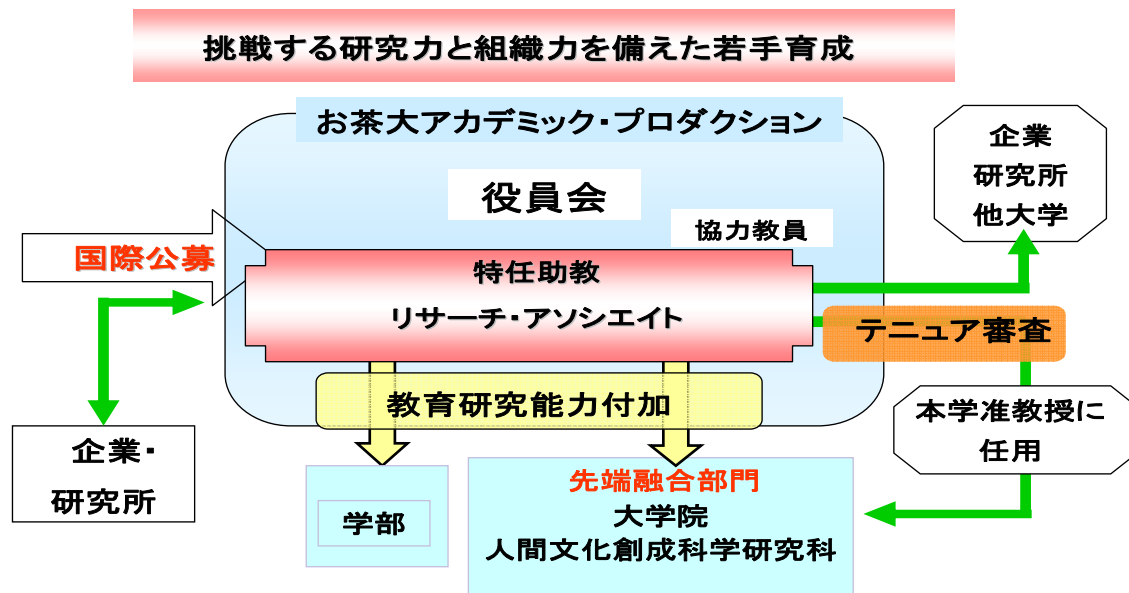 挑戦する研究力と組織力を備えた若手育成
お茶大アカデミック・プロダクション
役員会
協力教員
国際公募
特任助教
リサーチ・アソシエイト
企業
研究所
他大学
テニュア審査
教育研究能力付加
本学准教授に
任用
企業・
研究所
学部
先端融合部門
大学院
人間文化創成科学研究科